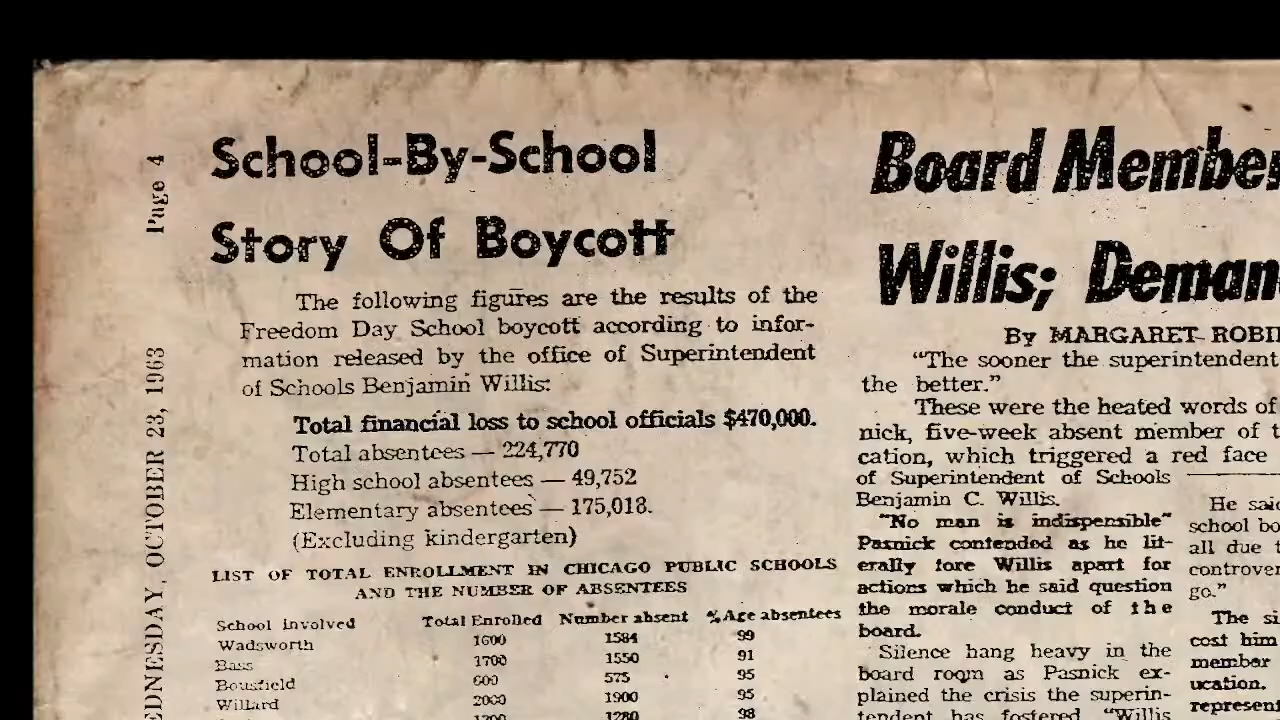 Page 4
WEDNESDAY, OCTOBER 23, 1963
School-By-School
Story Of Boycott
The following figures are the results of the
Freedom Day School boycott according to infor-
mation released by the office of Superintendent
of Schools Benjamin Willis:
Total financial loss to school officials $470,000.
Total absentees — 224,770
High school absentees — 49,752
Elementary absentees — 175,018.
(Excluding kindergarten)
LIST OF TOTAL ENROLLMENT IN CHICAGO PUBLIC SCHOOLS
AND THE NUMBER OF ABSENTEES
School Involved Total Enrolled Number absent %Age absentees
Wadsworth 1600 1584 99
Bass 1700 1550 91
Bousfield 600 575 95
Willard 2000 1900 95
1280 98
Board Member
Willis; Deman
By MARGARET ROBI
"The sooner the superintendent
the better."
These were the heated words of
nick, five-week absent member of t
cation, which triggered a red face
of Superintendent of Schools
Benjamin C. Willis.
"No man is indispensible"
Pasnick contended as he lit-
erally tore Willis apart for
actions which he said question
the morale conduct of the
board.
Silence hang heavy in the
board room as Pasnick ex-
plained the crisis the superin-
tendent has fostered "Willis
He said
school bo
all due t
controver
go."
The si
cost him
member
ucation.
represent